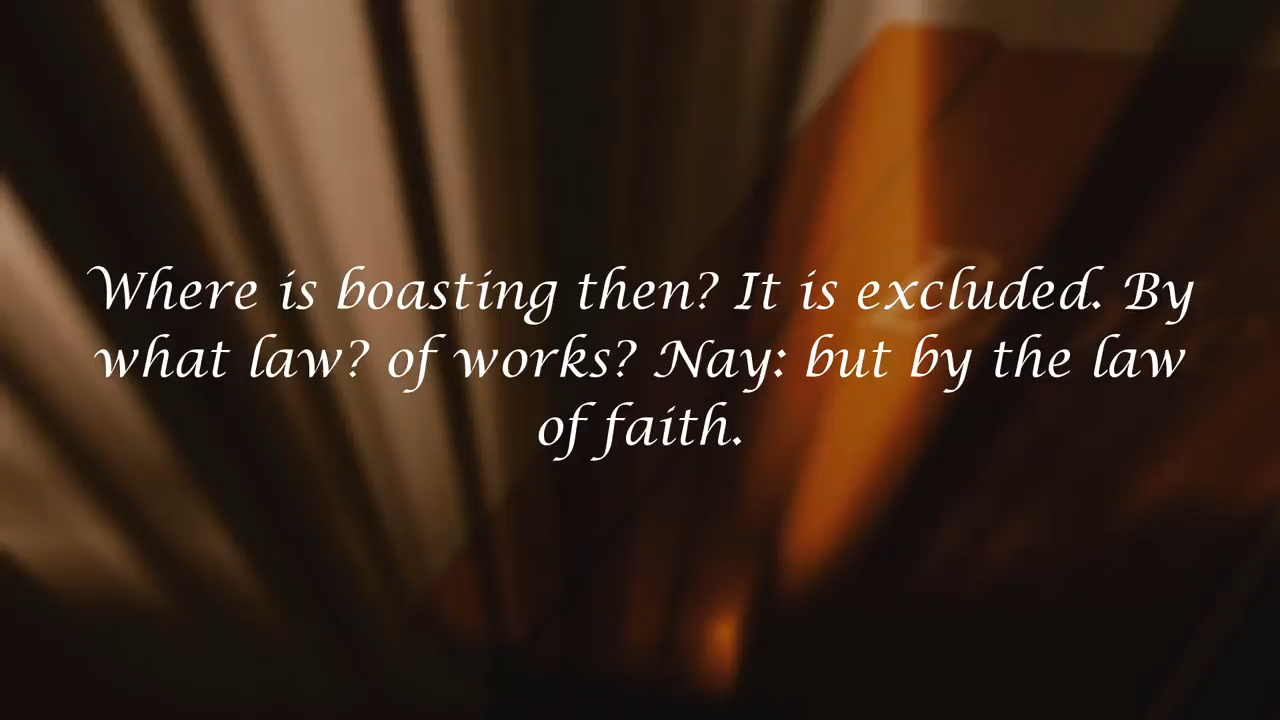 Where is boasting then? It is excluded. By
what law? of works? Nay: but by the law
of faith.